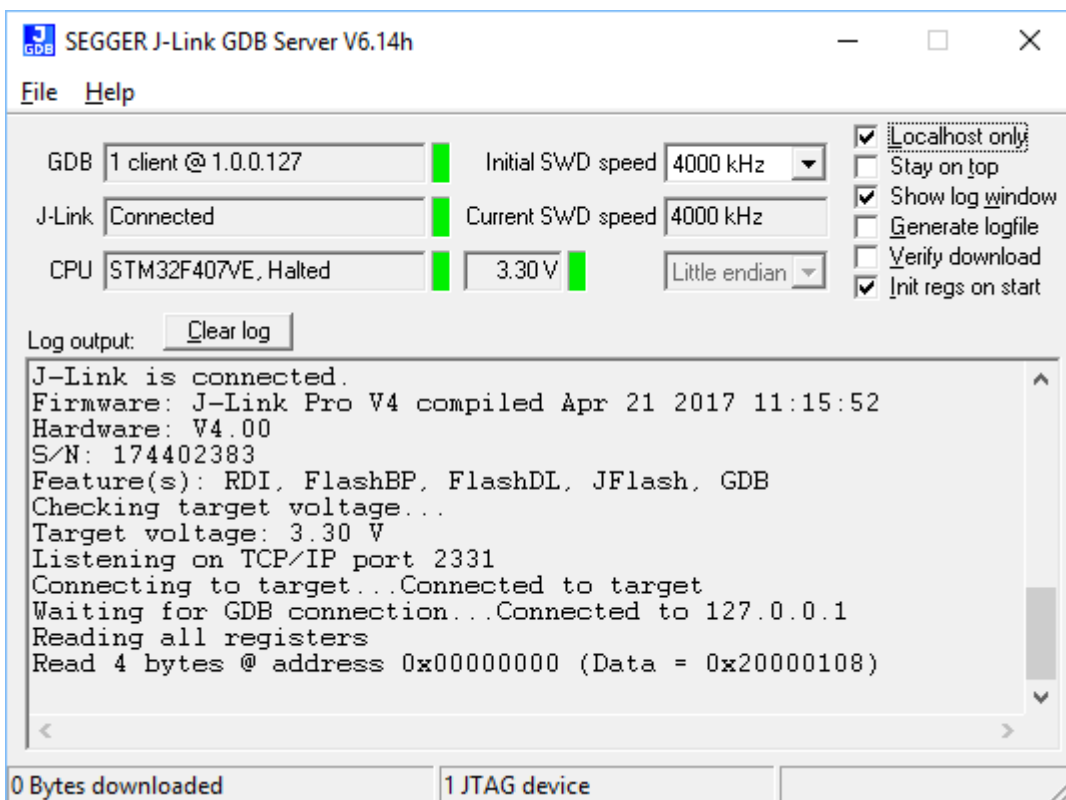 SEGGER J-Link GDB Server V6.14h
File Help
GDB 1 client @ 1.0.0.127 Initial SWD speed 4000 kHz
J-Link Connected Current SWD speed 4000 kHz
CPU STM32F407VE, Halted 3.30 V Little endian
Localhost only
Stay on top
Show log window
Generate logfile
Verify download
Init regs on start
Log output: Clear log
J-Link is connected.
Firmware: J-Link Pro V4 compiled Apr 21 2017 11:15:52
Hardware: V4.00
S/N: 174402383
Feature(s): RDI, FlashBP, FlashDL, JFlash, GDB
Checking target voltage...
Target voltage: 3.30 V
Listening on TCP/IP port 2331
Connecting to target...Connected to target
Waiting for GDB connection...Connected to 127.0.0.1
Reading all registers
Read 4 bytes @ address 0x00000000 (Data = 0x20000108)
0 Bytes downloaded 1 JTAG device